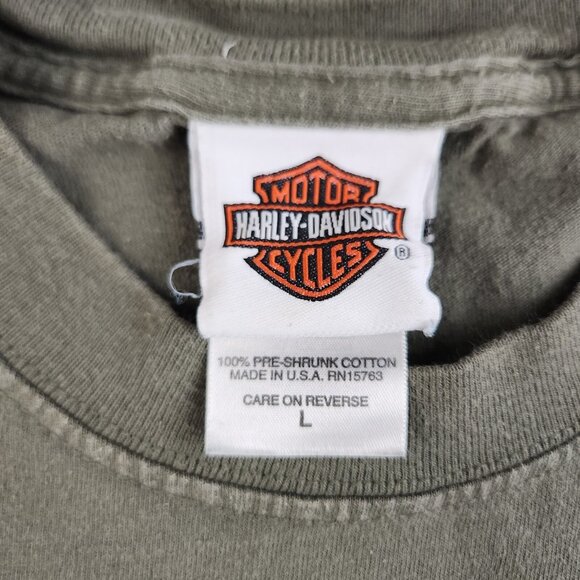 MOTOR
HARLEY-DAVIDSON
CYCLES
®
100% PRE-SHRUNK COTTON
MADE IN U.S.A. RN15763
CARE ON REVERSE
L